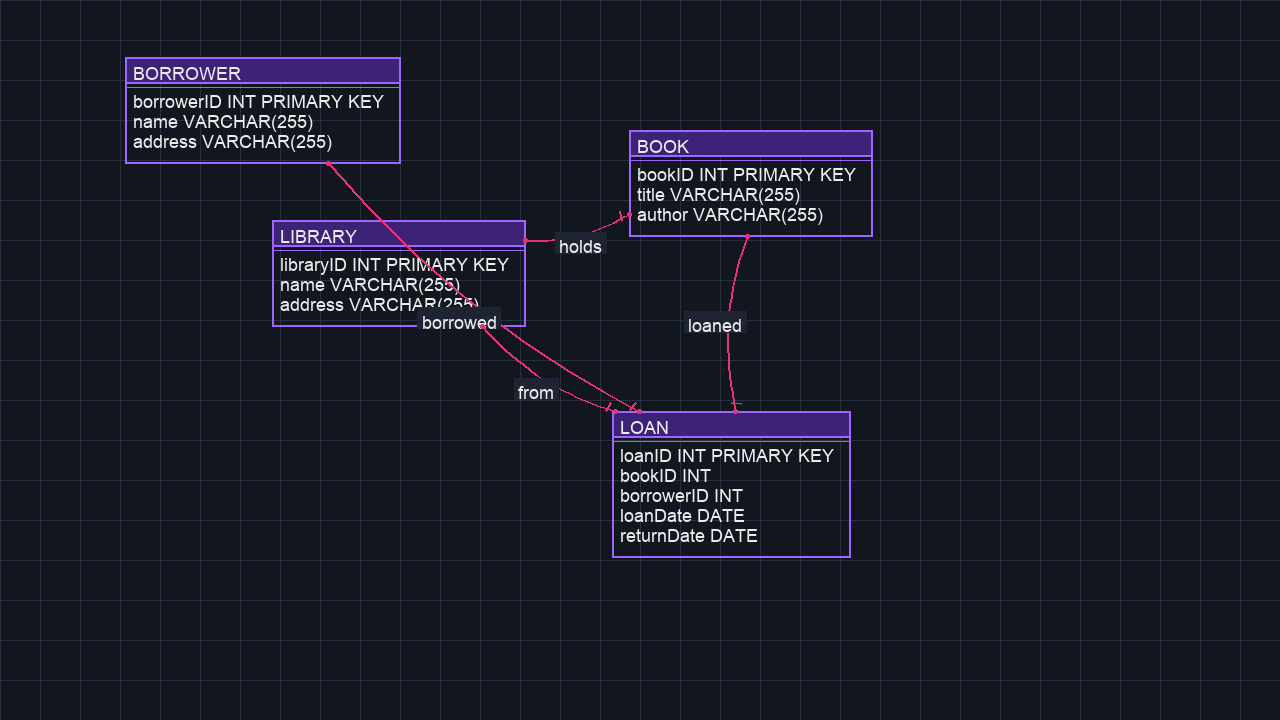 BORROWER
borrowerID INT PRIMARY KEY
name VARCHAR(255)
address VARCHAR(255)
BOOK
bookID INT PRIMARY KEY
title VARCHAR(255)
author VARCHAR(255)
LIBRARY
libraryID INT PRIMARY KEY
name VARCHAR(255)
address VARCHAR(255)
holds
borrowed
loaned
from
LOAN
loanID INT PRIMARY KEY
bookID INT
borrowerID INT
loanDate DATE
returnDate DATE